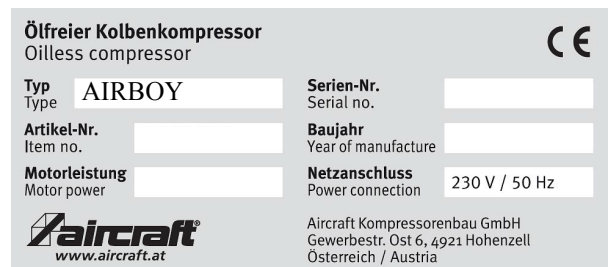 Ölfreier Kolbenkompressor
Oilless compressor
CE
Typ
Type
AIRBOY
Serien-Nr.
Serial no.
Artikel-Nr.
Item no.
Baujahr
Year of manufacture
Motorleistung
Motor power
Netzanschluss
Power connection
230 V / 50 Hz
aircraft®
www.aircraft.at
Aircraft Kompressorenbau GmbH
Gewerbestr. Ost 6, 4921 Hohenzell
Österreich / Austria